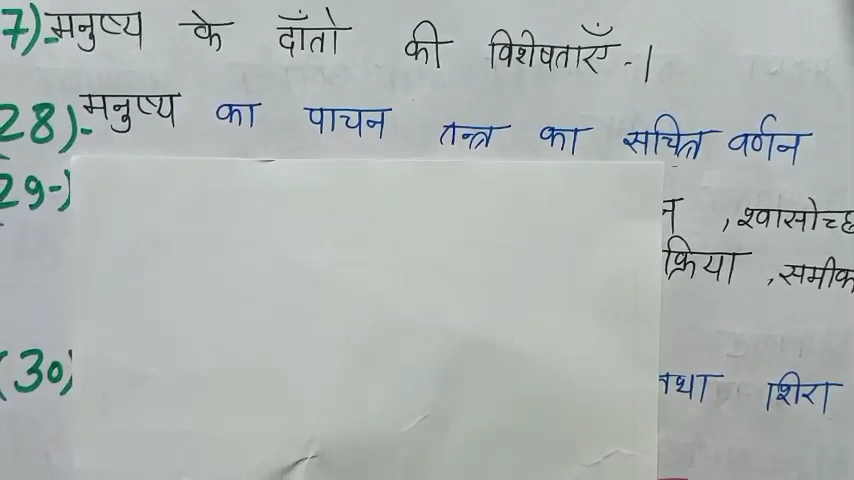 7)- मनुष्य के दाँतो की विशेषताएँ -।
28)- मनुष्य का पाचन तन्त्र का सचित्र वर्णन
29-) न , श्वासोच्छ
क्रिया , समीक
(30) तथा शिरा